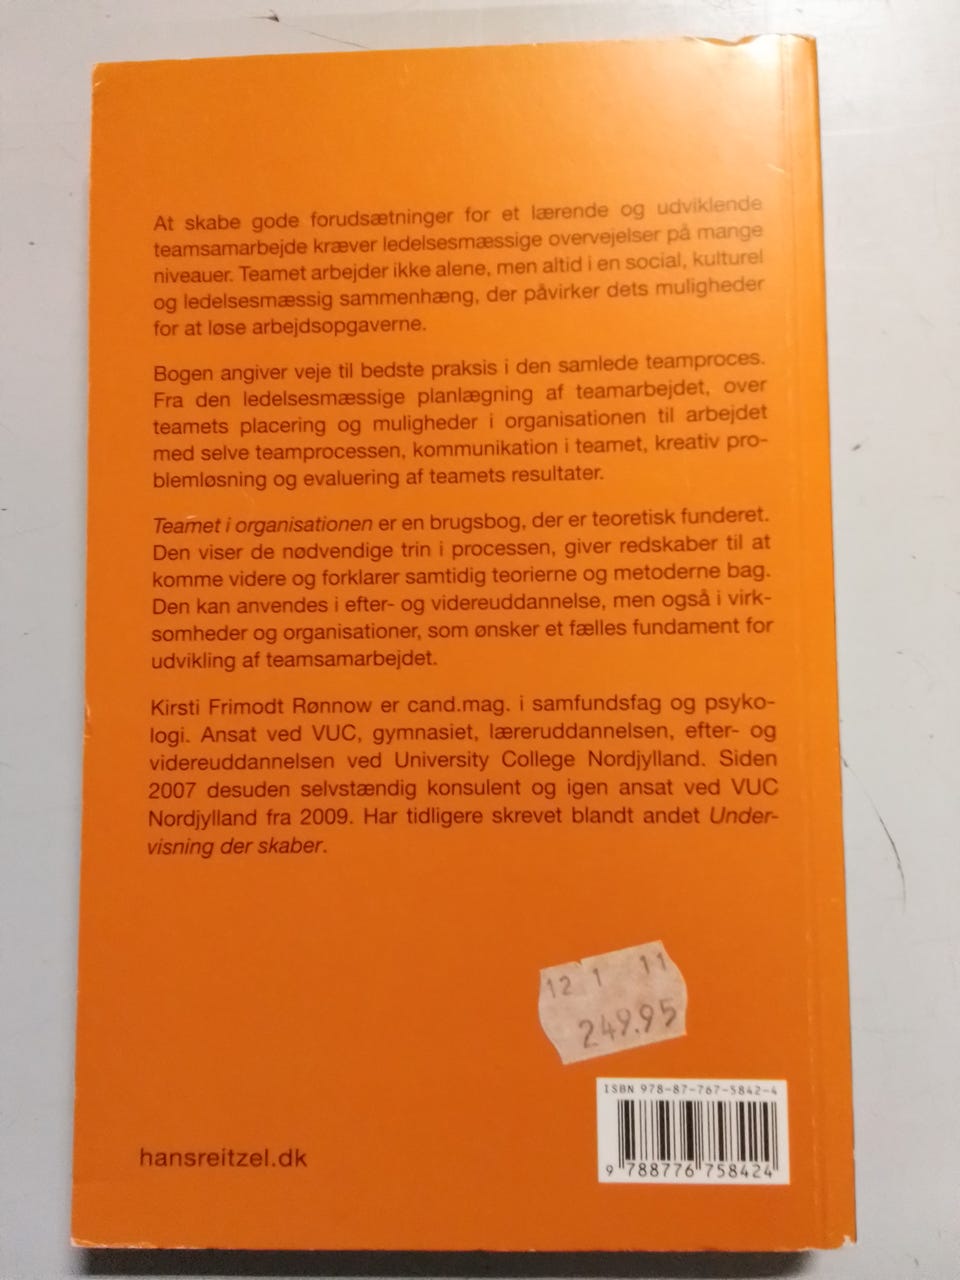 At skabe gode forudsætninger for et lærende og udviklende
teamsamarbejde kræver ledelsesmæssige overvejelser på mange
niveauer. Teamet arbejder ikke alene, men altid i en social, kulturel
og ledelsesmæssig sammenhæng, der påvirker dets muligheder
for at løse arbejdsopgaverne.
Bogen angiver veje til bedste praksis i den samlede teamproces.
Fra den ledelsesmæssige planlægning af teamarbejdet, over
teamets placering og muligheder i organisationen til arbejdet
med selve teamprocessen, kommunikation i teamet, kreativ pro-
blemløsning og evaluering af teamets resultater.
Teamet i organisationen er en brugsbog, der er teoretisk funderet.
Den viser de nødvendige trin i processen, giver redskaber til at
komme videre og forklarer samtidig teorierne og metoderne bag.
Den kan anvendes i efter- og videreuddannelse, men også i virk-
somheder og organisationer, som ønsker et fælles fundament for
udvikling af teamsamarbejdet.
Kirsti Frimodt Rønnow er cand.mag. i samfundsfag og psyko-
logi. Ansat ved VUC, gymnasiet, læreruddannelsen, efter- og
videreuddannelsen ved University College Nordjylland. Siden
2007 desuden selvstændig konsulent og igen ansat ved VUC
Nordjylland fra 2009. Har tidligere skrevet blandt andet Under-
visning der skaber.
12 1 11
249.95
ISBN 978-87-767-5842-4
9 788776 758424
hansreitzel.dk